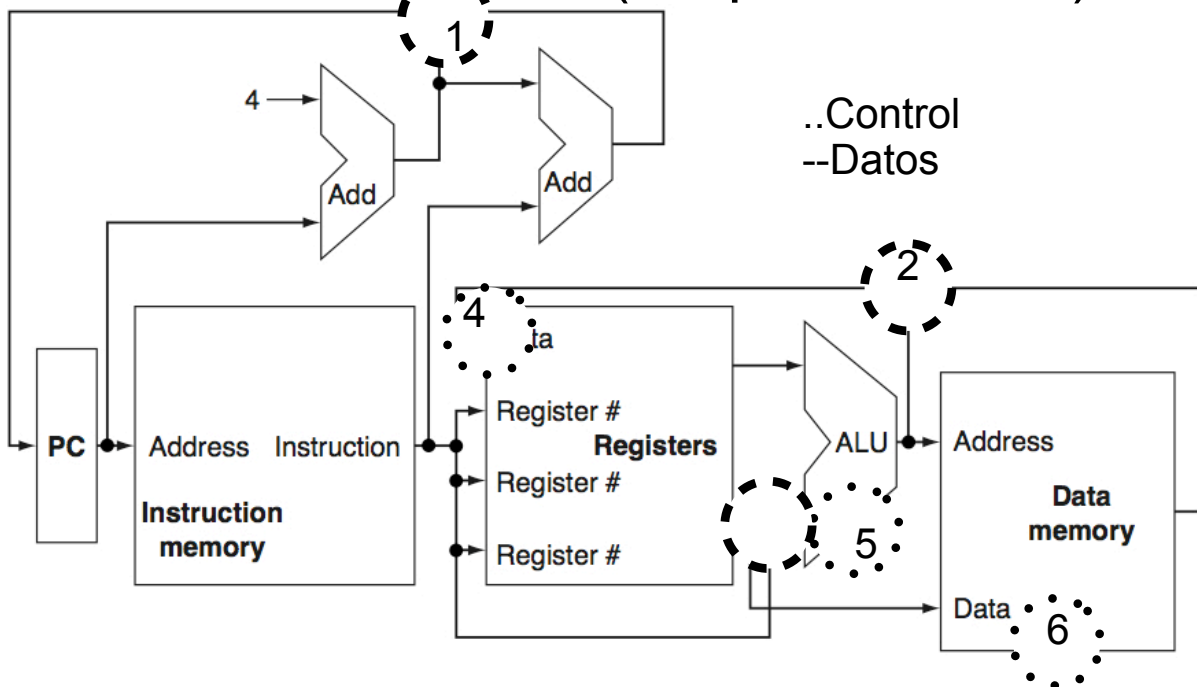 1
4
Add
Add
..Control
--Datos
2
4
ta
PC
Address
Instruction
Instruction
memory
Register #
Registers
Register #
Register #
ALU
5
Address
Data
memory
Data
6